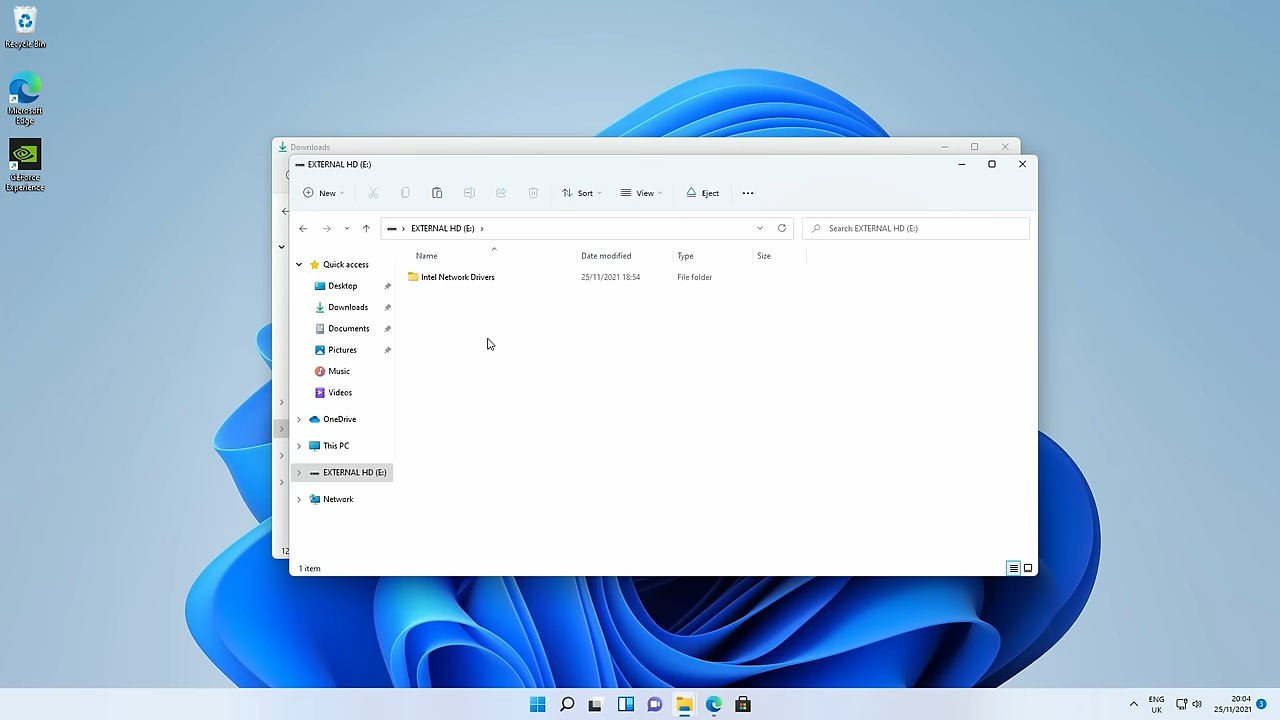 Recycle Bin
Microsoft
Edge
GeForce
Experience
Downloads
EXTERNAL HD (E:)
New
Sort
View
Eject
EXTERNAL HD (E:)
Search EXTERNAL HD (E:)
Name
Date modified
Type
Size
Intel Network Drivers
25/11/2021 18:54
File folder
Quick access
Desktop
Downloads
Documents
Pictures
Music
Videos
OneDrive
This PC
EXTERNAL HD (E:)
Network
12
1 item
ENG
UK
20:04
25/11/2021
3